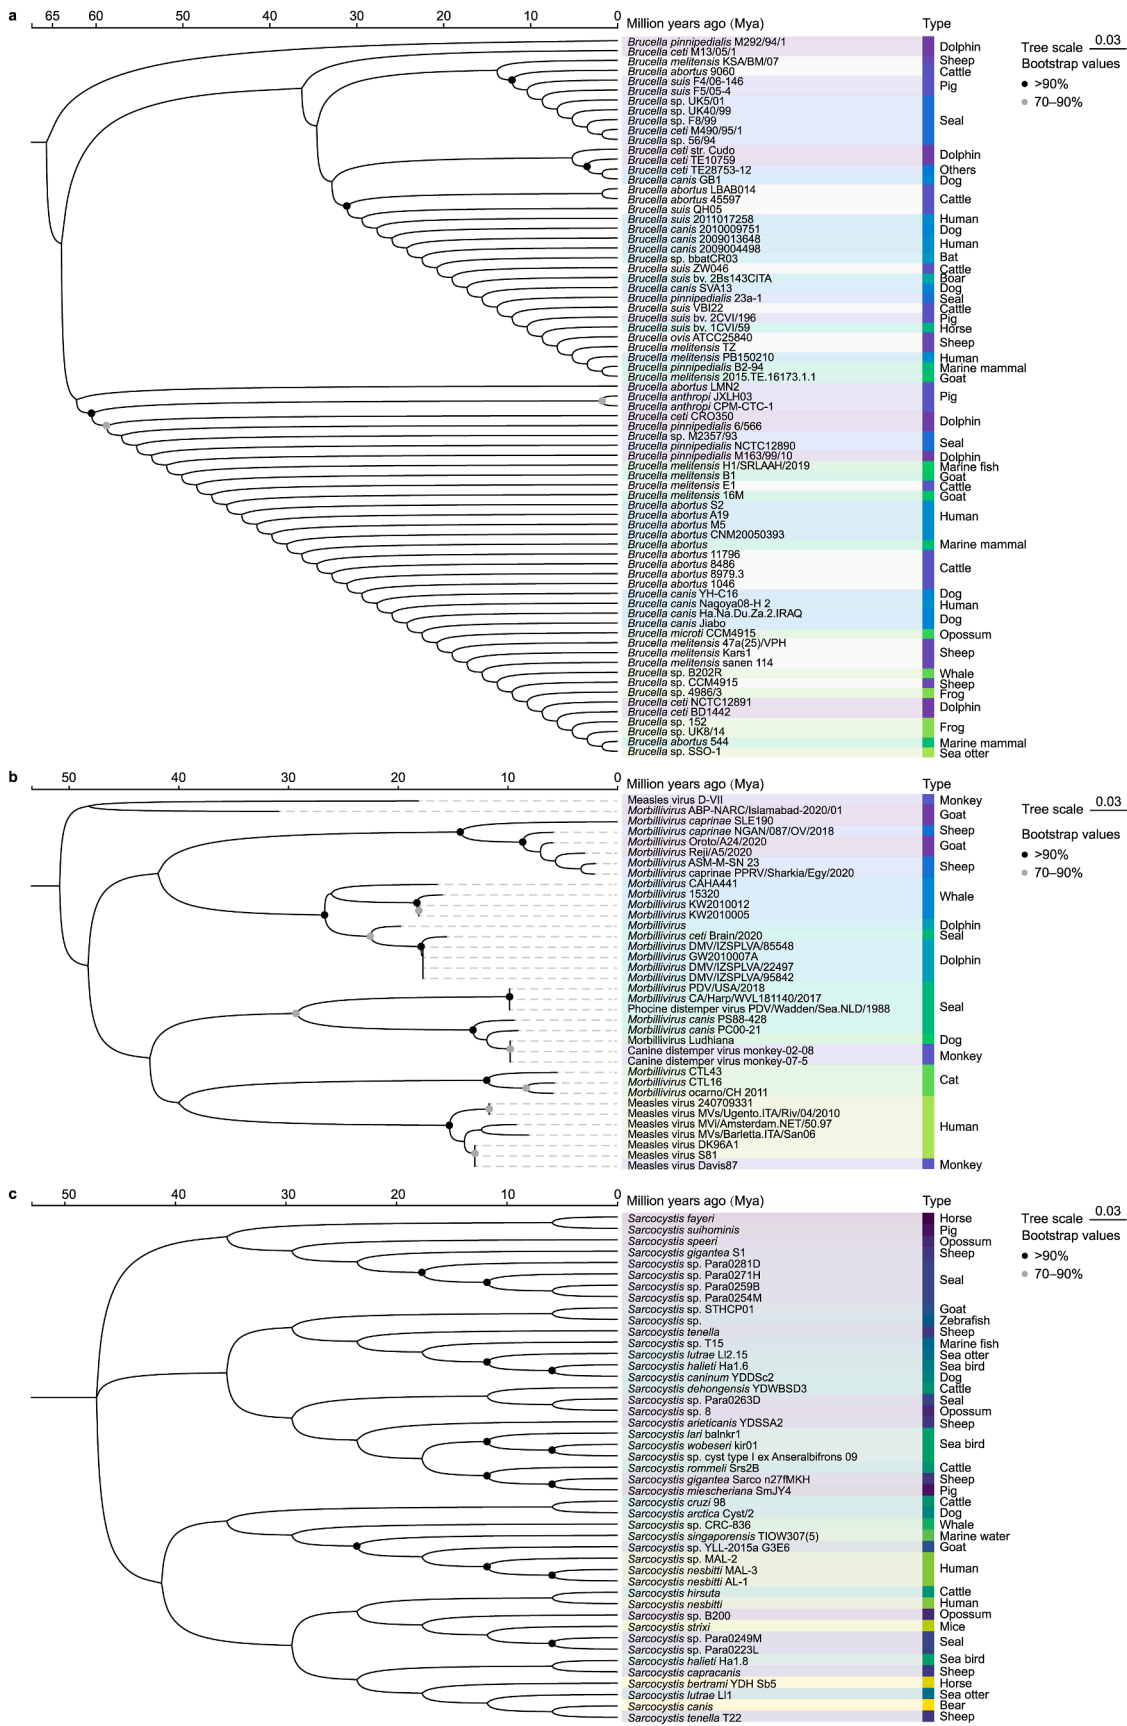 a
65 60 50 40 30 20 10 0 Million years ago (Mya) Type
Tree scale 0.03
Bootstrap values
>90%
70–90%
Brucella pinnipedialis M292/94/1
Brucella ceti M13/05/1 Dolphin
Brucella melitensis KSA/BM/07 Sheep
Brucella abortus 9060 Cattle
Brucella suis F4/06-146 Pig
Brucella suis F5/05-4
Brucella sp. UK5/01
Brucella sp. UK40/99
Brucella sp. F8/99 Seal
Brucella ceti M490/95/1
Brucella sp. 56/94
Brucella ceti str. Cudo Dolphin
Brucella ceti TE10759
Brucella ceti TE28753-12 Others
Brucella canis GB1 Dog
Brucella abortus LBAB014
Brucella abortus 45597 Cattle
Brucella suis QH05
Brucella suis 2011017258 Human
Brucella canis 2010009751 Dog
Brucella canis 2009013648 Human
Brucella canis 2009004498
Brucella sp. bbatCR03 Bat
Brucella suis ZW046 Cattle
Brucella suis bv. 2Bs143CITA Boar
Brucella canis SVA13 Dog
Brucella pinnipedialis 23a-1 Seal
Brucella suis VBI22 Cattle
Brucella suis bv. 2CVI/196 Pig
Brucella suis bv. 1CVI/59 Horse
Brucella ovis ATCC25840 Sheep
Brucella melitensis TZ
Brucella melitensis PB150210 Human
Brucella pinnipedialis B2-94 Marine mammal
Brucella melitensis 2015.TE.16173.1.1 Goat
Brucella abortus LMN2
Brucella anthropi JXLH03 Pig
Brucella anthropi CPM-CTC-1
Brucella ceti CRO350 Dolphin
Brucella pinnipedialis 6/566
Brucella sp. M2357/93 Seal
Brucella pinnipedialis NCTC12890
Brucella pinnipedialis M163/99/10 Dolphin
Brucella melitensis H1/SRLAAH/2019 Marine fish
Brucella melitensis B1 Goat
Brucella melitensis E1 Cattle
Brucella melitensis 16M Goat
Brucella abortus S2
Brucella abortus A19 Human
Brucella abortus M5
Brucella abortus CNM20050393
Brucella abortus Marine mammal
Brucella abortus 11796
Brucella abortus 8486 Cattle
Brucella abortus 8979.3
Brucella abortus 1046
Brucella canis YH-C16 Dog
Brucella canis Nagoya08-H 2 Human
Brucella canis Ha.Na.Du.Za.2.IRAQ Dog
Brucella canis Jiabo
Brucella microti CCM4915 Opossum
Brucella melitensis 47a(25)/VPH
Brucella melitensis Kars1 Sheep
Brucella melitensis sanen 114
Brucella sp. B202R Whale
Brucella sp. CCM4915 Sheep
Brucella sp. 4986/3 Frog
Brucella ceti NCTC12891 Dolphin
Brucella ceti BD1442
Brucella sp. 152 Frog
Brucella sp. UK8/14
Brucella abortus 544 Marine mammal
Brucella sp. SSO-1 Sea otter
b
50 40 30 20 10 0 Million years ago (Mya) Type
Tree scale 0.03
Bootstrap values
>90%
70–90%
Measles virus D-VII Monkey
Morbillivirus ABP-NARC/Islamabad-2020/01 Goat
Morbillivirus caprinae SLE190
Morbillivirus caprinae NGAN/087/OV/2018 Sheep
Morbillivirus Oroto/A24/2020 Goat
Morbillivirus Reji/A5/2020
Morbillivirus ASM-M-SN 23 Sheep
Morbillivirus caprinae PPRV/Sharkia/Egy/2020
Morbillivirus CAHA441
Morbillivirus 15320 Whale
Morbillivirus KW2010012
Morbillivirus KW2010005
Morbillivirus Dolphin
Morbillivirus ceti Brain/2020 Seal
Morbillivirus DMV/IZSPLVA/85548
Morbillivirus GW2010007A Dolphin
Morbillivirus DMV/IZSPLVA/22497
Morbillivirus DMV/IZSPLVA/95842
Morbillivirus PDV/USA/2018
Morbillivirus CA/Harp/WVL181140/2017
Phocine distemper virus PDV/Wadden/Sea.NLD/1988 Seal
Morbillivirus canis PS88-428
Morbillivirus canis PC00-21
Morbillivirus Ludhiana Dog
Canine distemper virus monkey-02-08 Monkey
Canine distemper virus monkey-07-5
Morbillivirus CTL43
Morbillivirus CTL16 Cat
Morbillivirus ocarno/CH 2011
Measles virus 240709331
Measles virus MVs/Ugento.ITA/Riv/04/2010
Measles virus MVi/Amsterdam.NET/50.97 Human
Measles virus MVs/Barletta.ITA/San06
Measles virus DK96A1
Measles virus S81
Measles virus Davis87 Monkey
c
50 40 30 20 10 0 Million years ago (Mya) Type
Tree scale 0.03
Bootstrap values
>90%
70–90%
Sarcocystis fayeri Horse
Sarcocystis suihominis Pig
Sarcocystis speeri Opossum
Sarcocystis gigantea S1 Sheep
Sarcocystis sp. Para0281D
Sarcocystis sp. Para0271H Seal
Sarcocystis sp. Para0259B
Sarcocystis sp. Para0254M
Sarcocystis sp. STHCP01 Goat
Sarcocystis sp. Zebrafish
Sarcocystis tenella Sheep
Sarcocystis sp. T15 Marine fish
Sarcocystis lutrae Ll2.15 Sea otter
Sarcocystis halieti Ha1.6 Sea bird
Sarcocystis caninum YDDSc2 Dog
Sarcocystis dehongensis YDWBSD3 Cattle
Sarcocystis sp. Para0263D Seal
Sarcocystis sp. 8 Opossum
Sarcocystis arieticanis YDSSA2 Sheep
Sarcocystis lari balnkr1
Sarcocystis wobeseri kir01 Sea bird
Sarcocystis sp. cyst type I ex Anseralbifrons 09
Sarcocystis rommeli Srs2B Cattle
Sarcocystis gigantea Sarco n27fMKH Sheep
Sarcocystis miescheriana SmJY4 Pig
Sarcocystis cruzi 98 Cattle
Sarcocystis arctica Cyst/2 Dog
Sarcocystis sp. CRC-836 Whale
Sarcocystis singaporensis TIOW307(5) Marine water
Sarcocystis sp. YLL-2015a G3E6 Goat
Sarcocystis sp. MAL-2
Sarcocystis nesbitti MAL-3 Human
Sarcocystis nesbitti AL-1
Sarcocystis hirsuta Cattle
Sarcocystis nesbitti Human
Sarcocystis sp. B200 Opossum
Sarcocystis strixi Mice
Sarcocystis sp. Para0249M Seal
Sarcocystis sp. Para0223L
Sarcocystis halieti Ha1.8 Sea bird
Sarcocystis capracanis Sheep
Sarcocystis bertrami YDH Sb5 Horse
Sarcocystis lutrae Ll1 Sea otter
Sarcocystis canis Bear
Sarcocystis tenella T22 Sheep